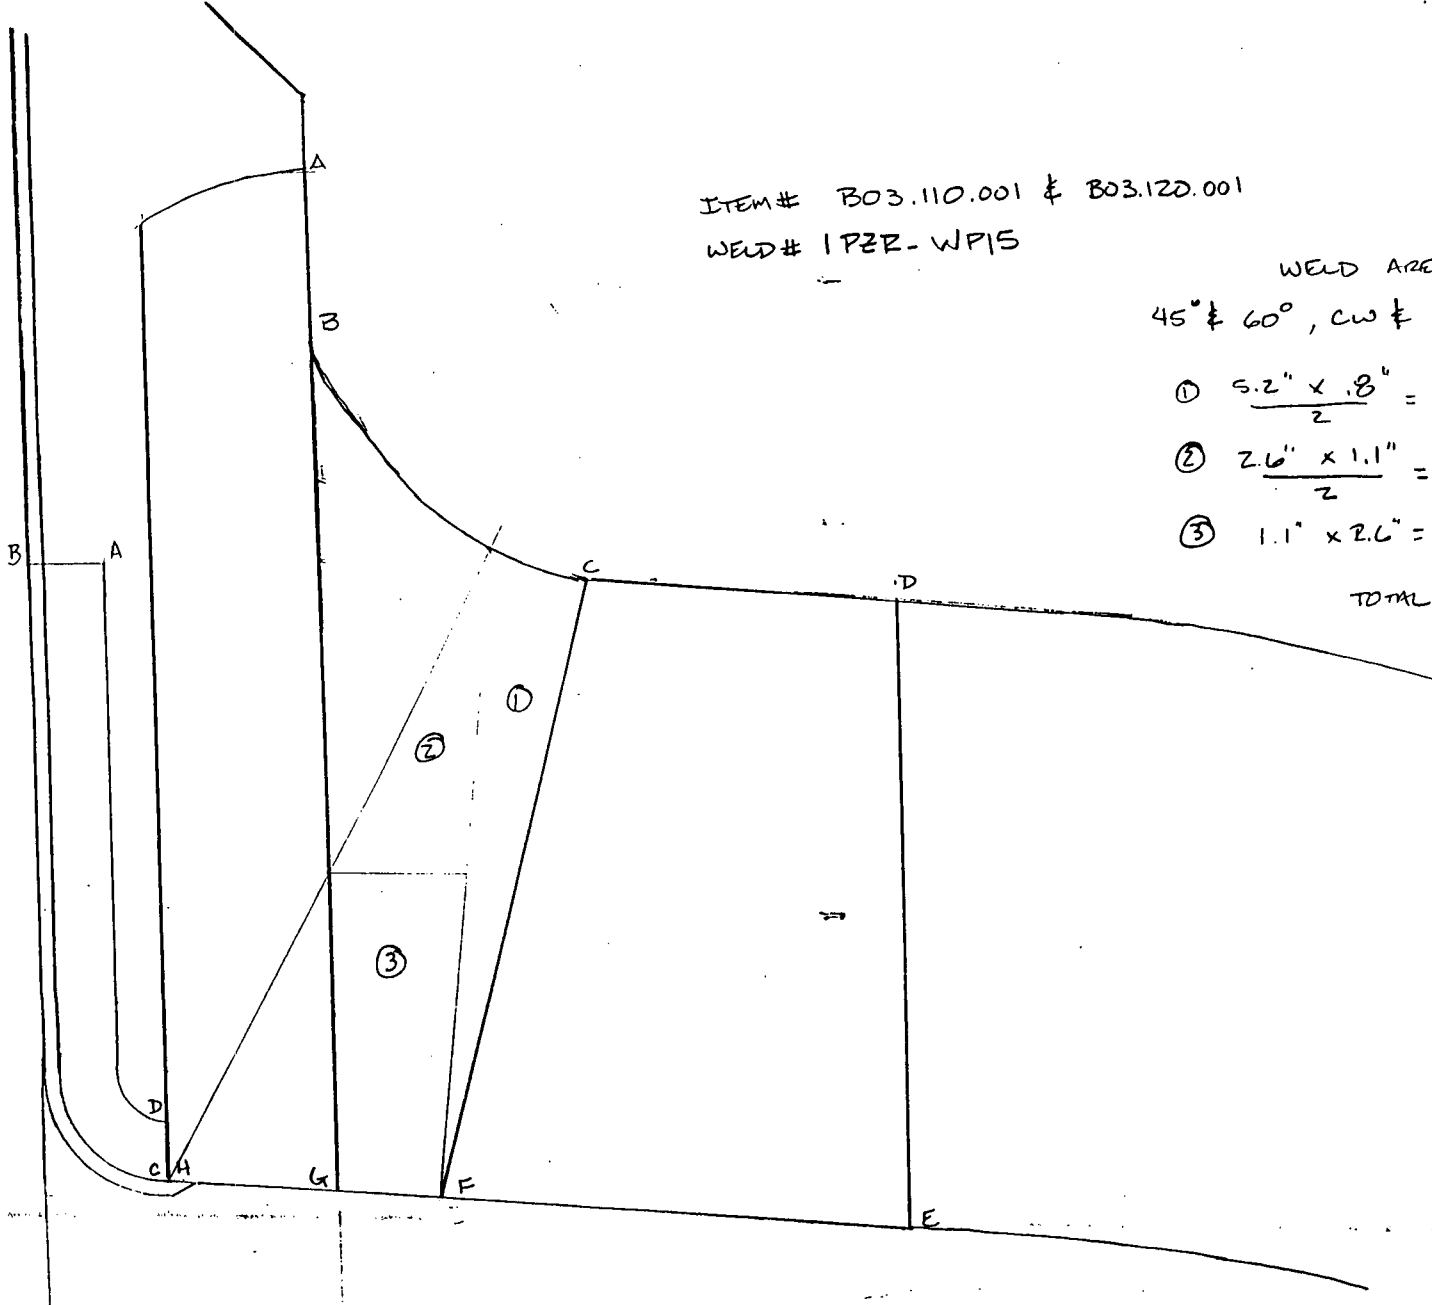 A
ITEM# B03.110.001 & B03.120.001
WELD# 1PZR-WP15
WELD ARE
B
45° & 60°, CW &
① 5.2" x .8" =
2
② 2.6" x 1.1" =
2
③ 1.1" x 2.6" =
B A
C
D
TOTAL
①
②
③
D
C H
G
F
E